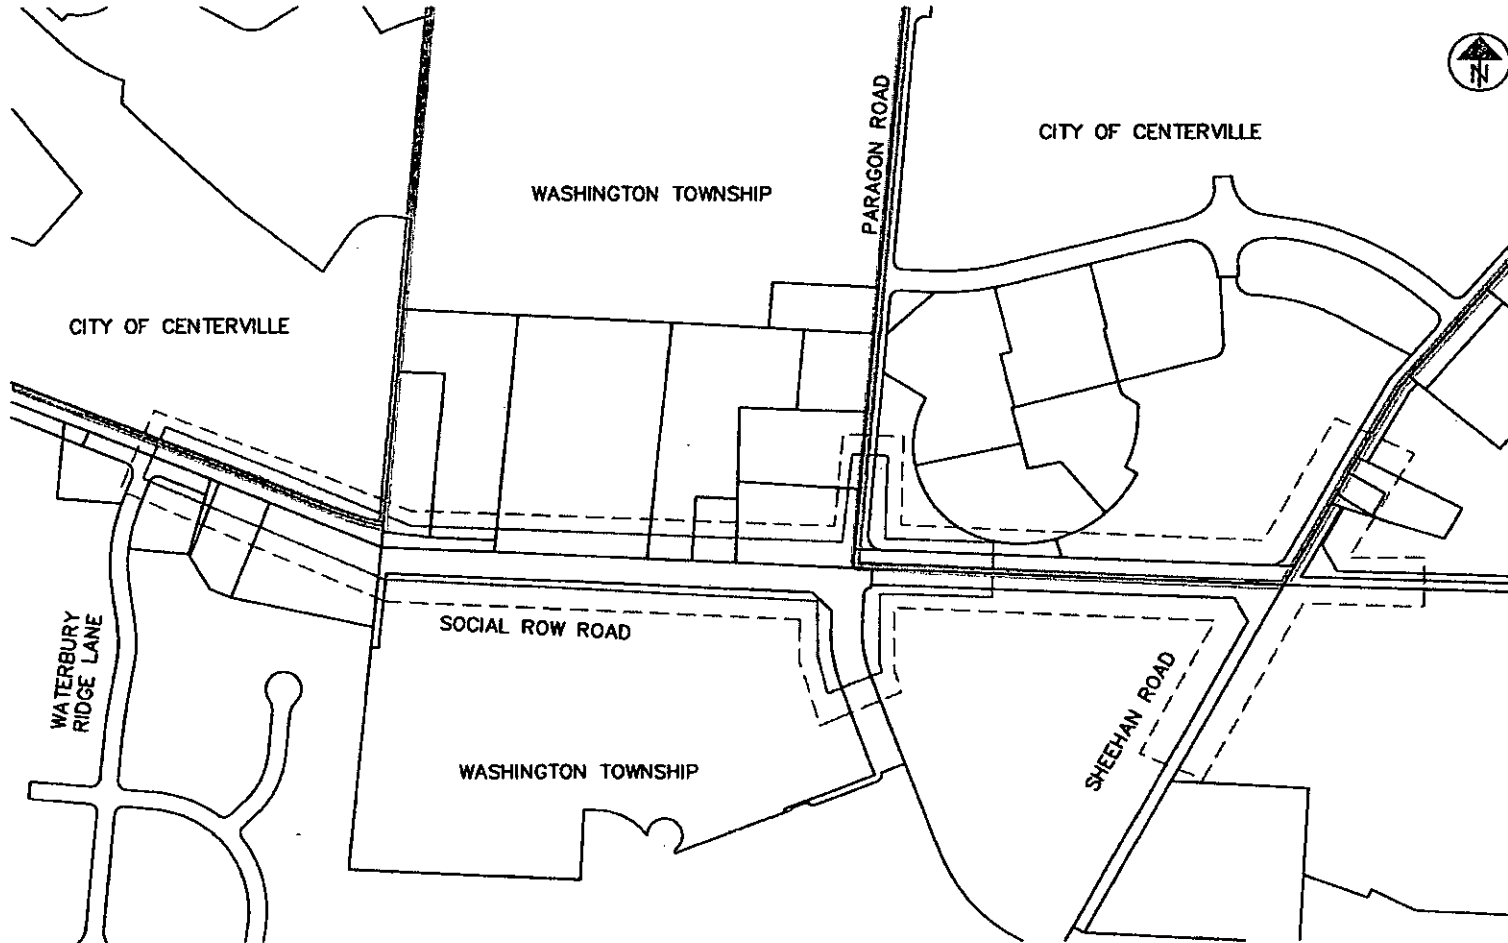 N
PARAGON ROAD
CITY OF CENTERVILLE
WASHINGTON TOWNSHIP
CITY OF CENTERVILLE
SOCIAL ROW ROAD
WATERBURY
RIDGE LANE
SHEEHAN ROAD
WASHINGTON TOWNSHIP